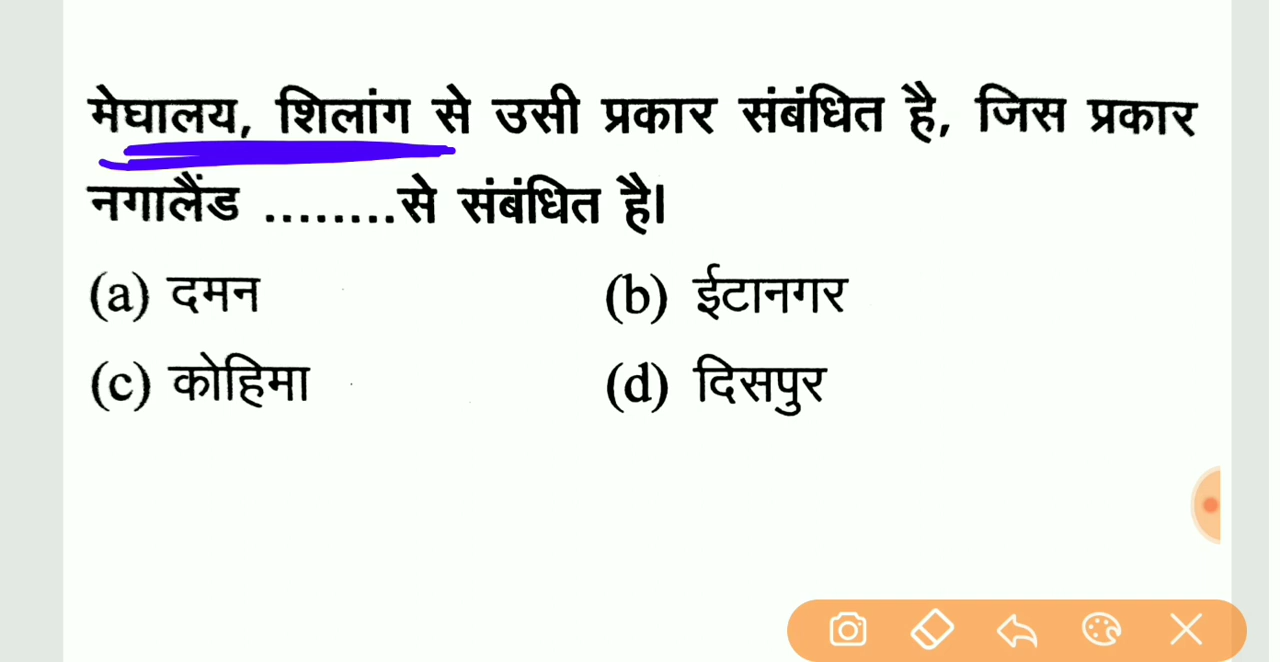 मेघालय, शिलांग से उसी प्रकार संबंधित है, जिस प्रकार
नगालैंड ........से संबंधित है।
(a) दमन (b) ईटानगर
(c) कोहिमा (d) दिसपुर